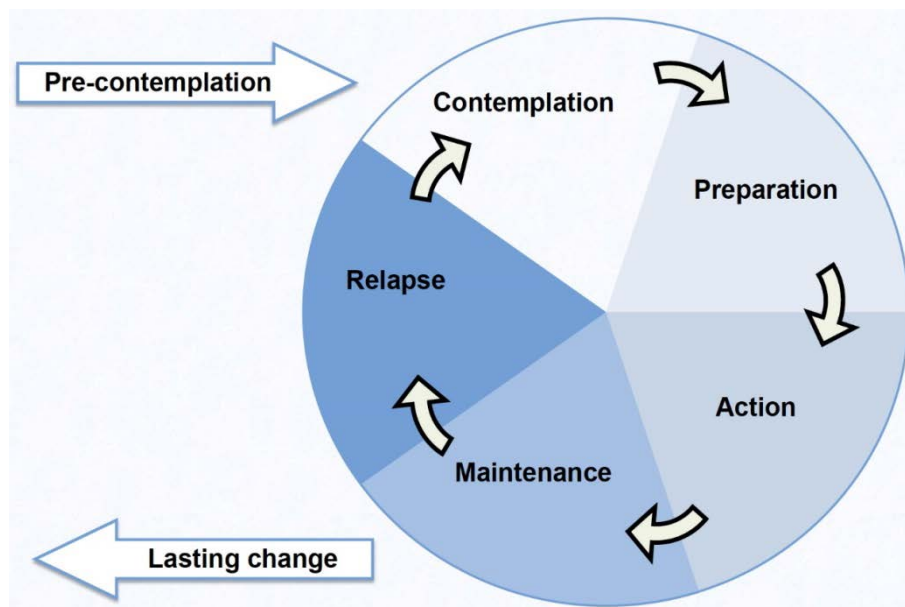 Pre-contemplation
Contemplation
Preparation
Relapse
Action
Maintenance
Lasting change